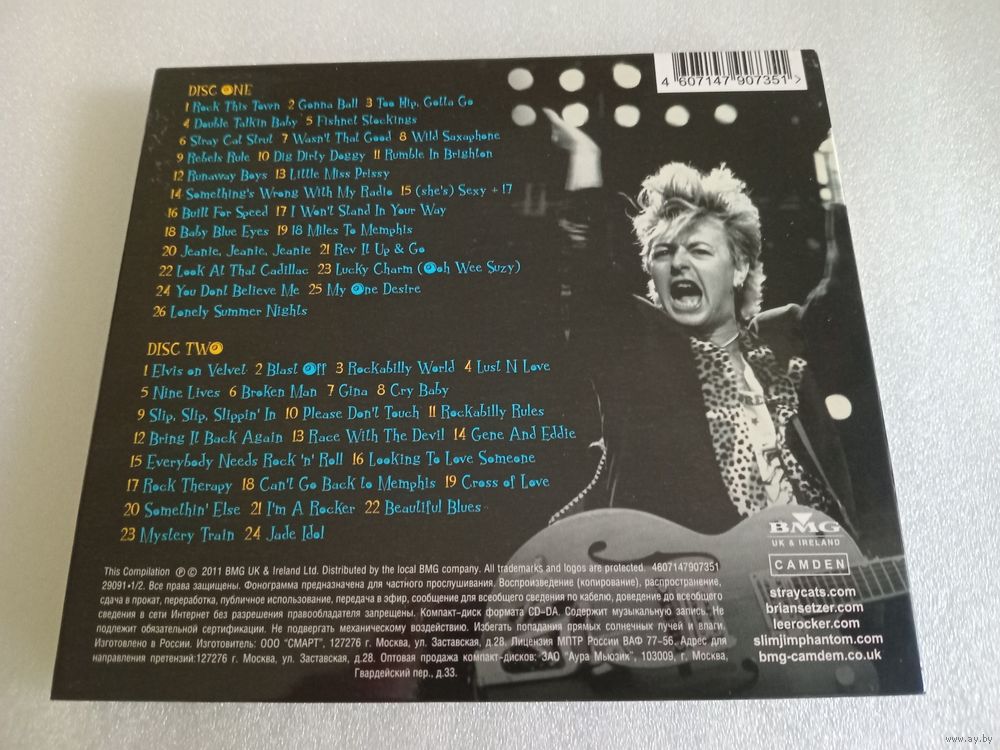 DISC ONE
1 Rock This Town 2 Gonna Ball 3 Too Hip, Gotta Go
4 Double Talkin Baby 5 Fishnet Stockings
6 Stray Cat Strut 7 Wasn't That Good 8 Wild Saxaphone
9 Rebels Rule 10 Dig Dirty Doggy 11 Rumble In Brighton
12 Runaway Boys 13 Little Miss Prissy
14 Something's Wrong With My Radio 15 (she's) Sexy + 17
16 Built For Speed 17 I Won't Stand In Your Way
18 Baby Blue Eyes 19 18 Miles To Memphis
20 Jeanie, Jeanie, Jeanie 21 Rev It Up & Go
22 Look At That Cadillac 23 Lucky Charm (Ooh Wee Suzy)
24 You Dont Believe Me 25 My One Desire
26 Lonely Summer Nights
DISC TWO
1 Elvis on Velvet 2 Blast Off 3 Rockabilly World 4 Lust N Love
5 Nine Lives 6 Broken Man 7 Gina 8 Cry Baby
9 Slip, Slip, Slippin' In 10 Please Don't Touch 11 Rockabilly Rules
12 Bring It Back Again 13 Race With The Devil 14 Gene And Eddie
15 Everybody Needs Rock 'n' Roll 16 Looking To Love Someone
17 Rock Therapy 18 Can't Go Back to Memphis 19 Cross of Love
20 Somethin' Else 21 I'm A Rocker 22 Beautiful Blues
23 Mystery Train 24 Jade Idol
4 607147 907351 >
BMG
UK & IRELAND
CAMDEN
straycats.com
briansetzer.com
leerocker.com
slimjimphantom.com
bmg-camdem.co.uk
This Compilation ℗ © 2011 BMG UK & Ireland Ltd. Distributed by the local BMG company. All trademarks and logos are protected. 4607147907351
29091•1/2. Все права защищены. Фонограмма предназначена для частного прослушивания. Воспроизведение (копирование), распространение,
сдача в прокат, переработка, публичное использование, передача в эфир, сообщение для всеобщего сведения по кабелю, доведение до всеобщего
сведения в сети Интернет без разрешения правообладателя запрещены. Компакт-диск формата CD-DA. Содержит музыкальную запись. Не
подлежит обязательной сертификации. Не подвергать механическому воздействию. Избегать попадания прямых солнечных лучей и влаги.
Изготовлено в России. Изготовитель: ООО "СМАРТ", 127276 г. Москва, ул. Заставская, д.28. Лицензия МПТР России ВАФ 77-56. Адрес для
направления претензий:127276 г. Москва, ул. Заставская, д.28. Оптовая продажа компакт-дисков: ЗАО "Аура Мьюзик", 103009, г. Москва,
Гвардейский пер., д.33.
www.ay.by